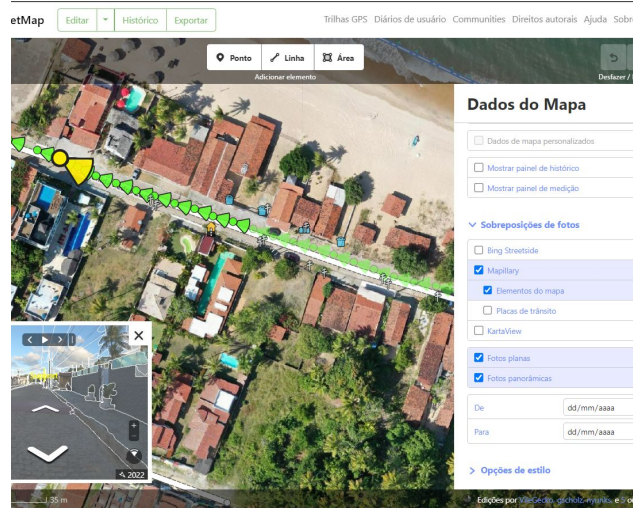 etMap
Editar
Histórico
Exportar
Trilhas GPS Diários de usuário Communities Direitos autorais Ajuda Sobr
Ponto
Linha
Área
Adicionar elemento
Desfazer /
Dados do Mapa
Dados de mapa personalizados
Mostrar painel de histórico
Mostrar painel de medição
Sobreposições de fotos
Bing Streetside
Mapillary
Elementos do mapa
Placas de trânsito
KartaView
Fotos planas
Fotos panorâmicas
De dd/mm/aaaa
Para dd/mm/aaaa
Opções de estilo
2022
35 m
Edições por VileGecko,